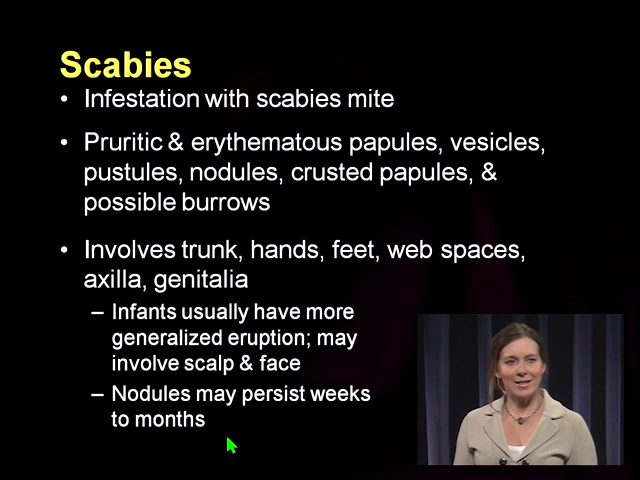 Scabies
• Infestation with scabies mite
• Pruritic & erythematous papules, vesicles,
pustules, nodules, crusted papules, &
possible burrows
• Involves trunk, hands, feet, web spaces,
axilla, genitalia
– Infants usually have more
generalized eruption; may
involve scalp & face
– Nodules may persist weeks
to months